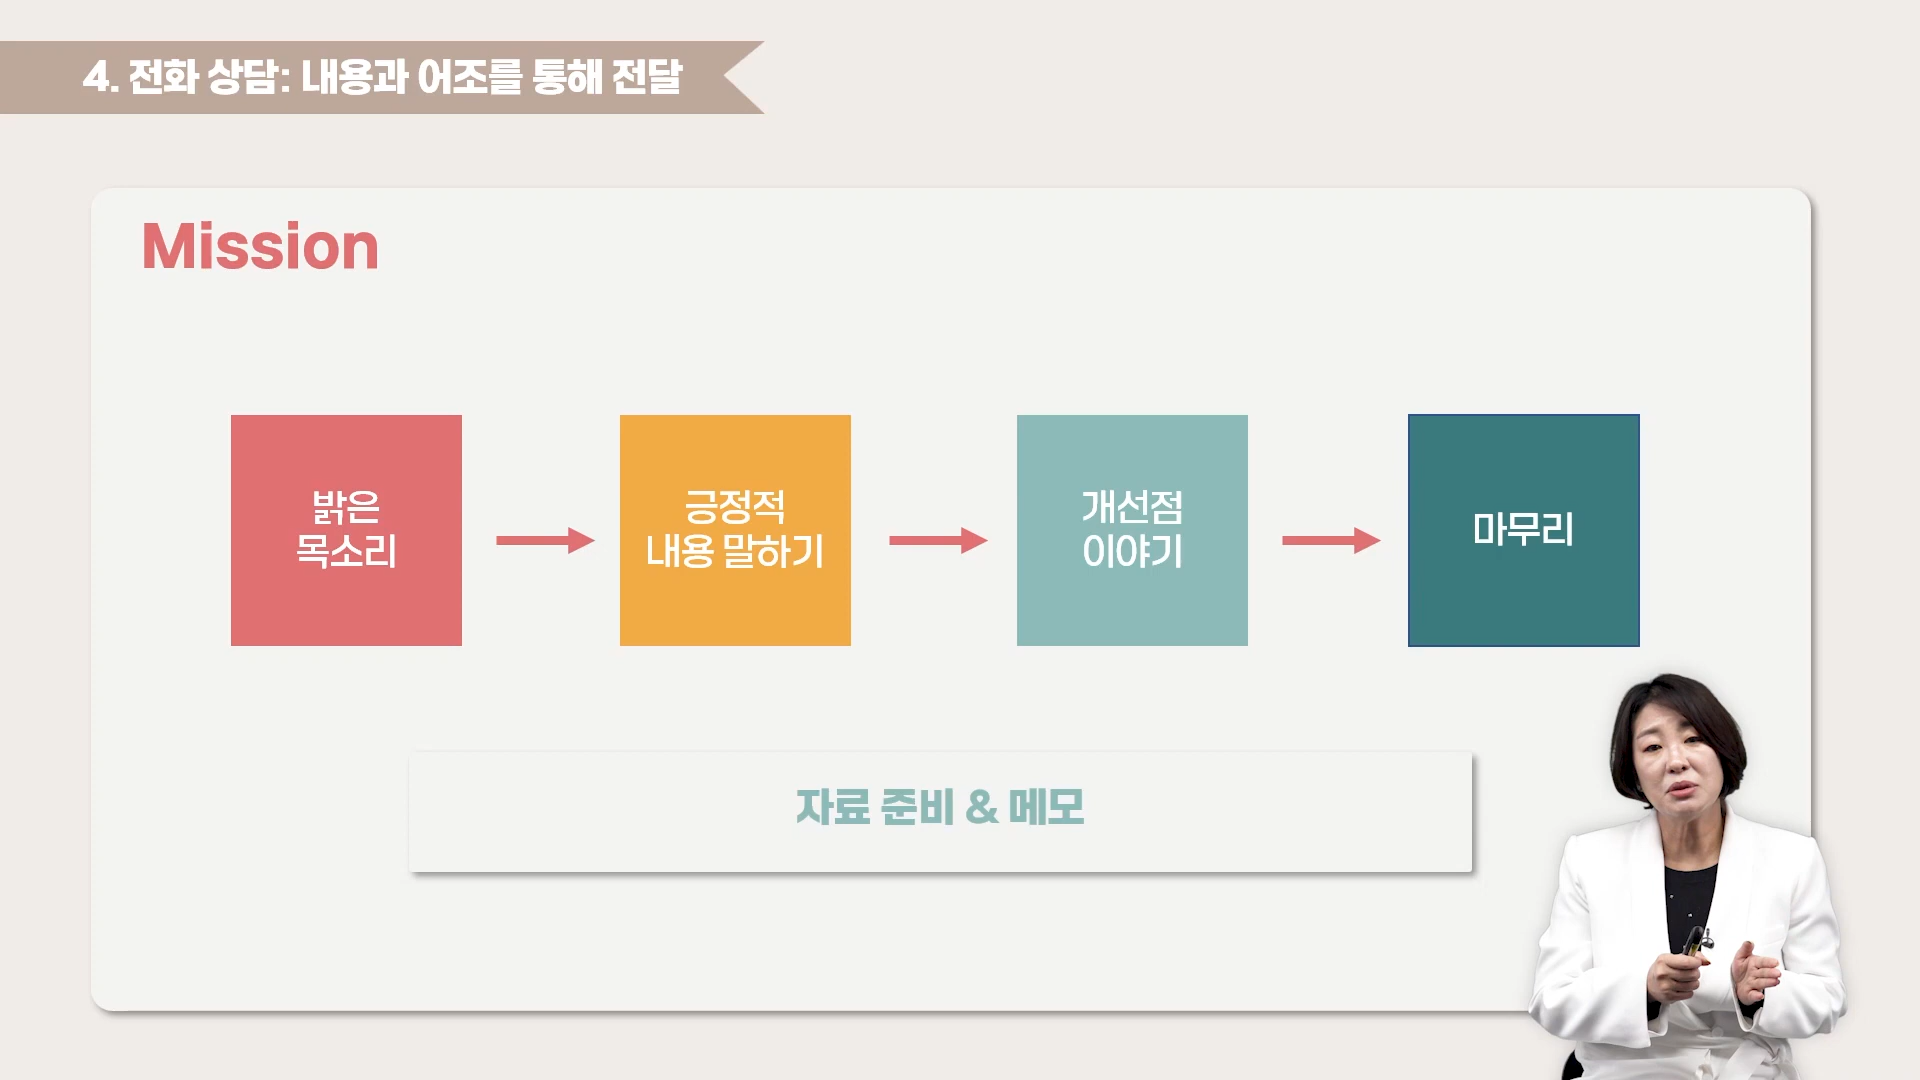 4. 전화 상담: 내용과 어조를 통해 전달
Mission
밝은
목소리
긍정적
내용 말하기
개선점
이야기
마무리
자료 준비 & 메모